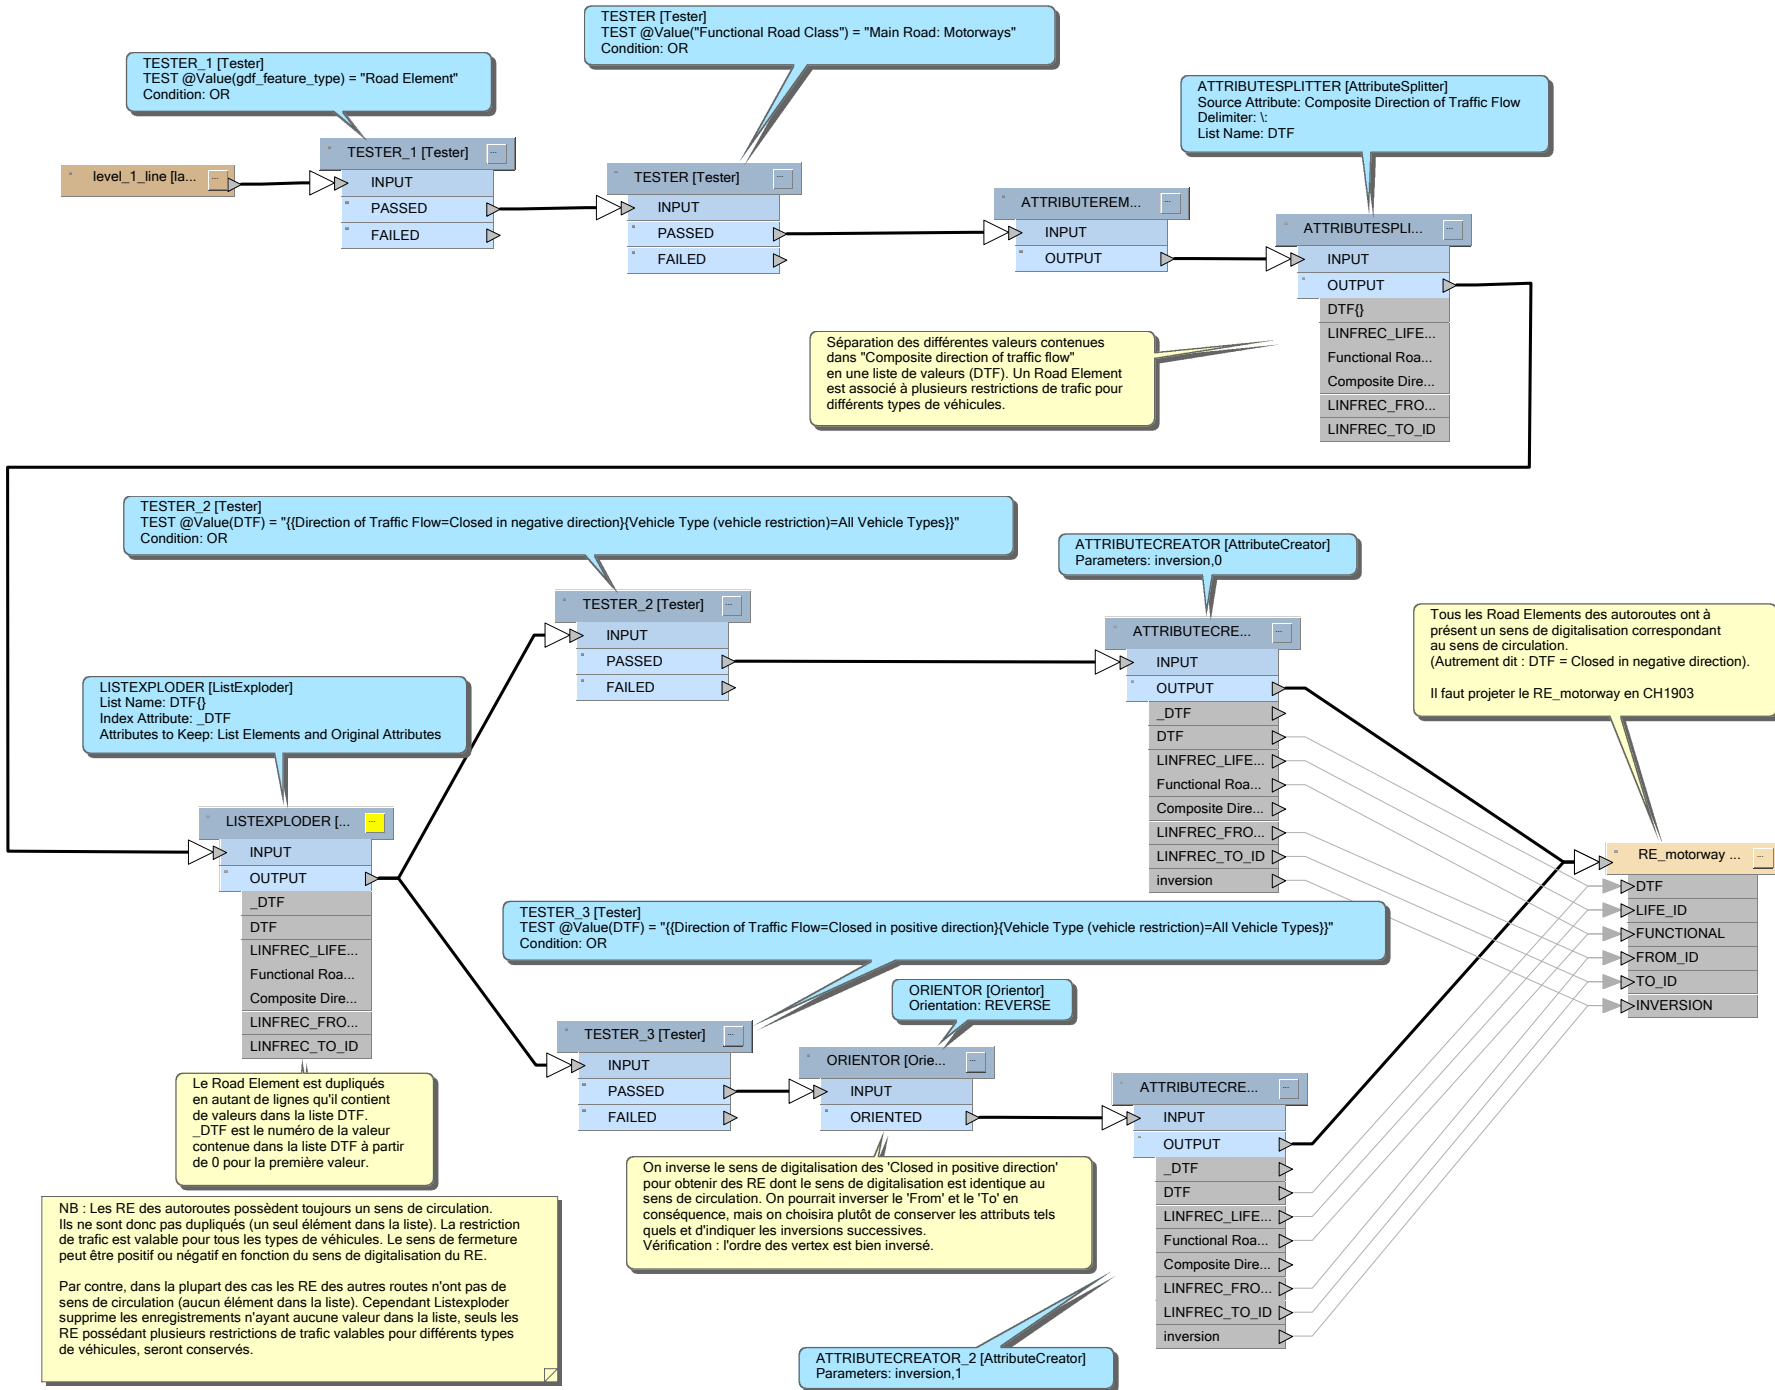 TESTER [Tester]
TEST @Value("Functional Road Class") = "Main Road: Motorways"
Condition: OR
TESTER_1 [Tester]
TEST @Value(gdf_feature_type) = "Road Element"
Condition: OR
ATTRIBUTESPLITTER [AttributeSplitter]
Source Attribute: Composite Direction of Traffic Flow
Delimiter: \:
List Name: DTF
level_1_line [la...
TESTER_1 [Tester]
INPUT
PASSED
FAILED
TESTER [Tester]
INPUT
PASSED
FAILED
ATTRIBUTEREM...
INPUT
OUTPUT
ATTRIBUTESPLI...
INPUT
OUTPUT
DTF{}
LINFREC_LIFE...
Functional Roa...
Composite Dire...
LINFREC_FRO...
LINFREC_TO_ID
Séparation des différentes valeurs contenues
dans "Composite direction of traffic flow"
en une liste de valeurs (DTF). Un Road Element
est associé à plusieurs restrictions de trafic pour
différents types de véhicules.
TESTER_2 [Tester]
TEST @Value(DTF) = "{{Direction of Traffic Flow=Closed in negative direction}{Vehicle Type (vehicle restriction)=All Vehicle Types}}"
Condition: OR
ATTRIBUTECREATOR [AttributeCreator]
Parameters: inversion,0
TESTER_2 [Tester]
INPUT
PASSED
FAILED
ATTRIBUTECRE...
INPUT
OUTPUT
_DTF
DTF
LINFREC_LIFE...
Functional Roa...
Composite Dire...
LINFREC_FRO...
LINFREC_TO_ID
inversion
Tous les Road Elements des autoroutes ont à
présent un sens de digitalisation correspondant
au sens de circulation.
(Autrement dit : DTF = Closed in negative direction).
Il faut projeter le RE_motorway en CH1903
LISTEXPLODER [ListExploder]
List Name: DTF{}
Index Attribute: _DTF
Attributes to Keep: List Elements and Original Attributes
LISTEXPLODER [...
INPUT
OUTPUT
_DTF
DTF
LINFREC_LIFE...
Functional Roa...
Composite Dire...
LINFREC_FRO...
LINFREC_TO_ID
RE_motorway ...
DTF
LIFE_ID
FUNCTIONAL
FROM_ID
TO_ID
INVERSION
TESTER_3 [Tester]
TEST @Value(DTF) = "{{Direction of Traffic Flow=Closed in positive direction}{Vehicle Type (vehicle restriction)=All Vehicle Types}}"
Condition: OR
ORIENTOR [Orientor]
Orientation: REVERSE
TESTER_3 [Tester]
INPUT
PASSED
FAILED
ORIENTOR [Orie...
INPUT
ORIENTED
ATTRIBUTECRE...
INPUT
OUTPUT
_DTF
DTF
LINFREC_LIFE...
Functional Roa...
Composite Dire...
LINFREC_FRO...
LINFREC_TO_ID
inversion
Le Road Element est dupliqués
en autant de lignes qu'il contient
de valeurs dans la liste DTF.
_DTF est le numéro de la valeur
contenue dans la liste DTF à partir
de 0 pour la première valeur.
On inverse le sens de digitalisation des 'Closed in positive direction'
pour obtenir des RE dont le sens de digitalisation est identique au
sens de circulation. On pourrait inverser le 'From' et le 'To' en
conséquence, mais on choisira plutôt de conserver les attributs tels
quels et d'indiquer les inversions successives.
Vérification : l'ordre des vertex est bien inversé.
NB : Les RE des autoroutes possèdent toujours un sens de circulation.
Ils ne sont donc pas dupliqués (un seul élément dans la liste). La restriction
de trafic est valable pour tous les types de véhicules. Le sens de fermeture
peut être positif ou négatif en fonction du sens de digitalisation du RE.
Par contre, dans la plupart des cas les RE des autres routes n'ont pas de
sens de circulation (aucun élément dans la liste). Cependant Listexploder
supprime les enregistrements n'ayant aucune valeur dans la liste, seuls les
RE possédant plusieurs restrictions de trafic valables pour différents types
de véhicules, seront conservés.
ATTRIBUTECREATOR_2 [AttributeCreator]
Parameters: inversion,1